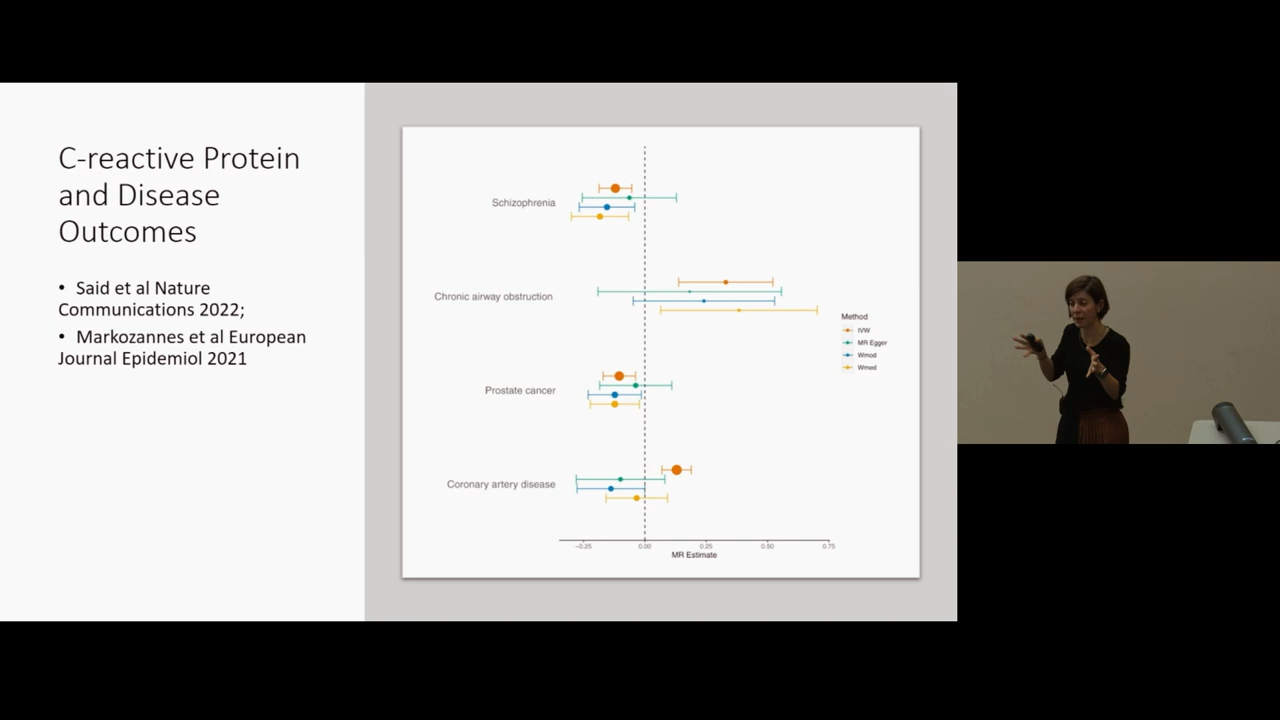 C-reactive Protein
and Disease
Outcomes
• Said et al Nature
Communications 2022;
• Markozannes et al European
Journal Epidemiol 2021
Schizophrenia
Chronic airway obstruction
Prostate cancer
Coronary artery disease
Method
IVW
MR Egger
Wmod
Wmed
−0.25 0.00 0.25 0.50 0.75
MR Estimate